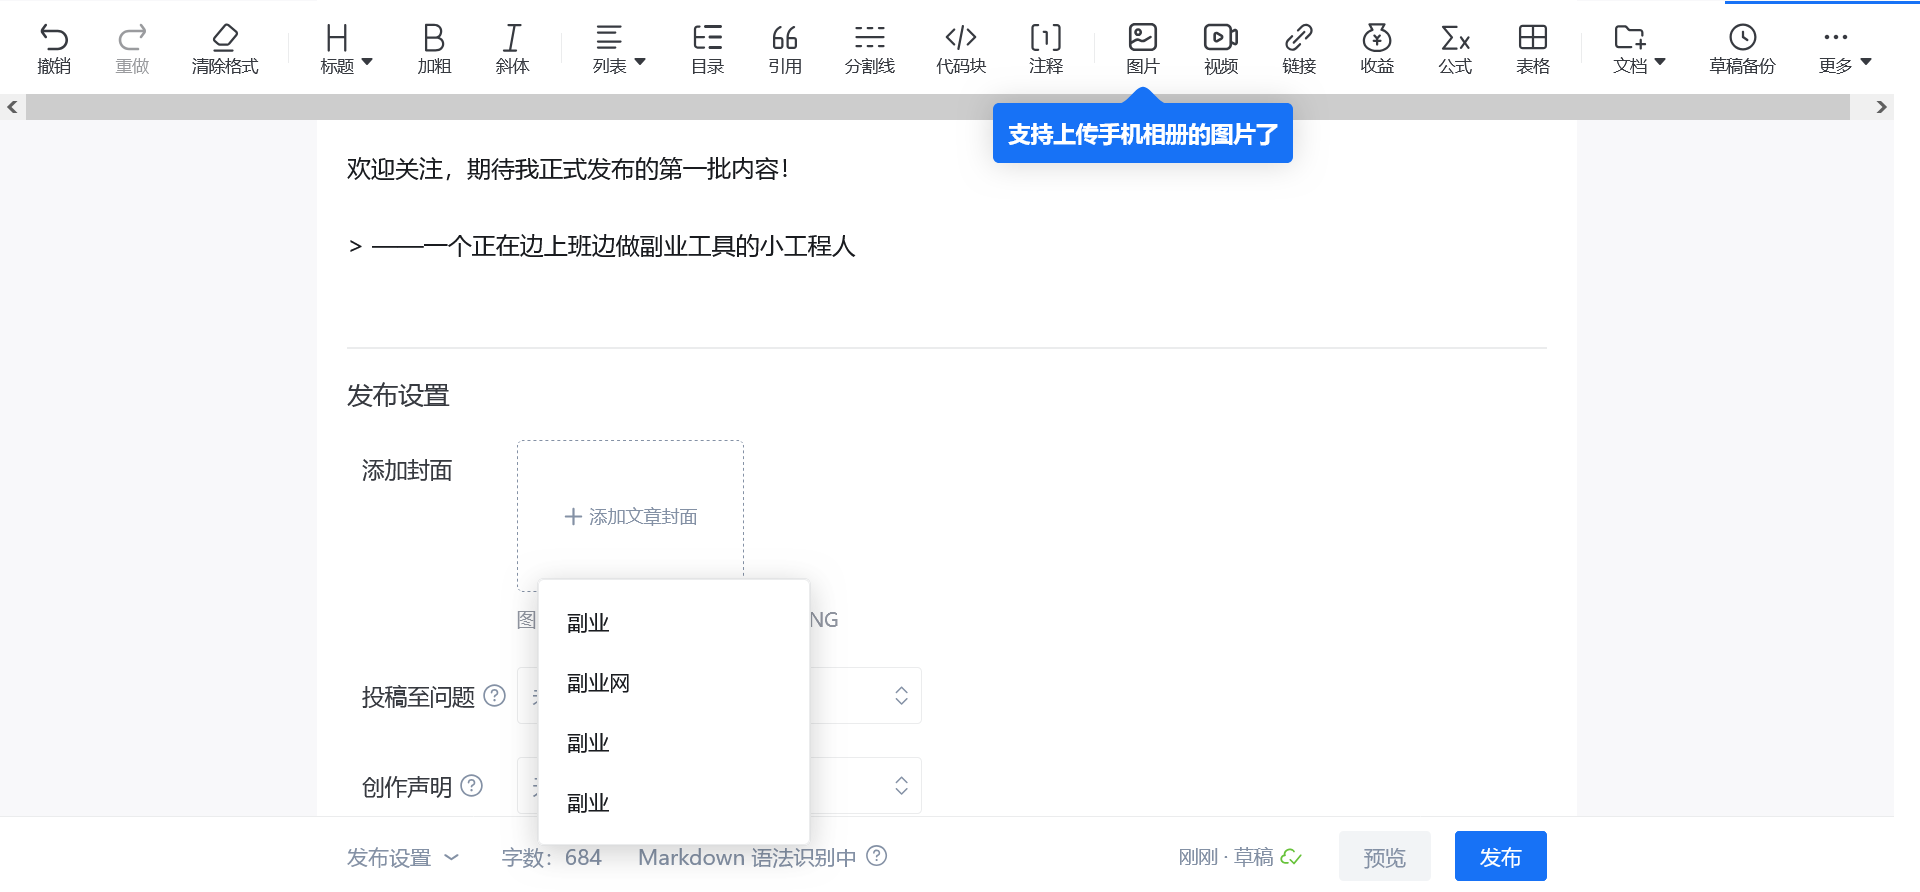 撤销 重做 清除格式 标题 加粗 斜体 列表 目录 引用 分割线 代码块 注释 图片 视频 链接 收益 公式 表格 文档 草稿备份 更多
支持上传手机相册的图片了
欢迎关注，期待我正式发布的第一批内容！
> ——一个正在边上班边做副业工具的小工程人
发布设置
添加封面
添加文章封面
图 NG
副业
副业网
投稿至问题
副业
创作声明
副业
发布设置 字数：684 Markdown 语法识别中 刚刚 · 草稿 预览 发布